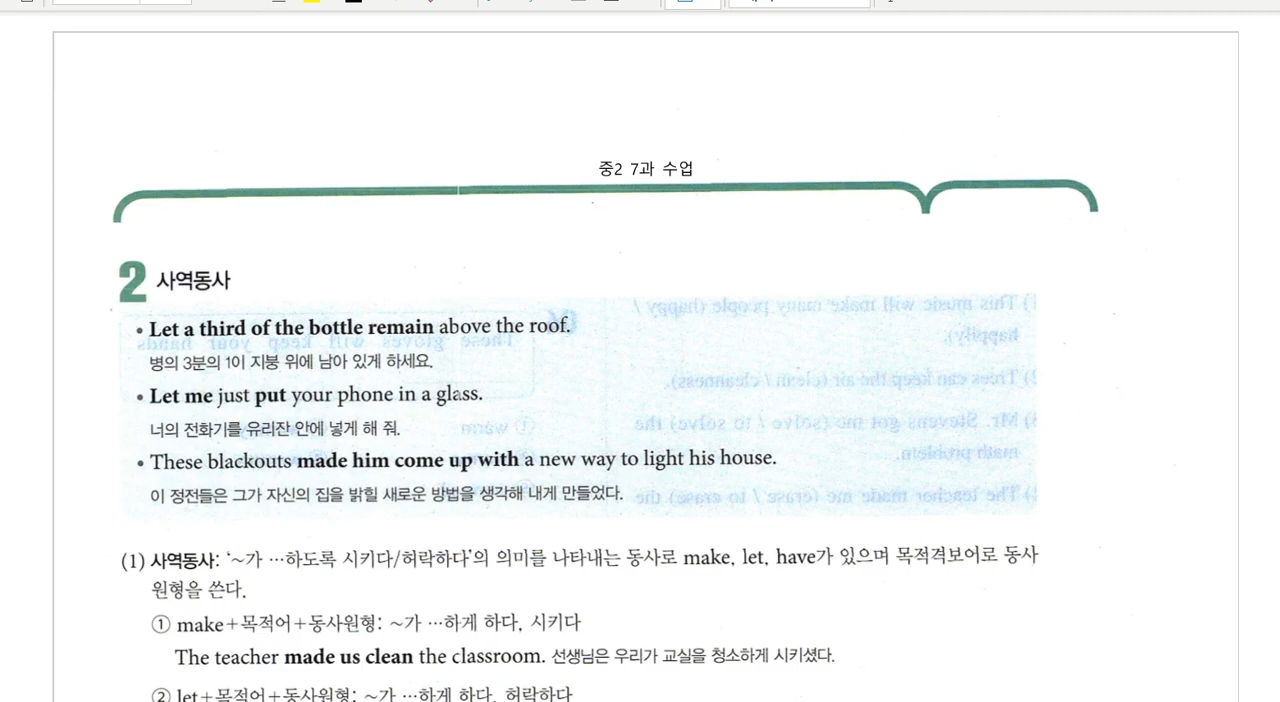 중2 7과 수업
2 사역동사
• Let a third of the bottle remain above the roof.
병의 3분의 1이 지붕 위에 남아 있게 하세요.
• Let me just put your phone in a glass.
너의 전화기를 유리잔 안에 넣게 해 줘.
• These blackouts made him come up with a new way to light his house.
이 정전들은 그가 자신의 집을 밝힐 새로운 방법을 생각해 내게 만들었다.
(1) 사역동사: ‘~가 …하도록 시키다/허락하다’의 의미를 나타내는 동사로 make, let, have가 있으며 목적격보어로 동사
원형을 쓴다.
① make+목적어+동사원형: ~가 …하게 하다, 시키다
The teacher made us clean the classroom. 선생님은 우리가 교실을 청소하게 시키셨다.
② let+목적어+동사원형: ~가 …하게 하다, 허락하다